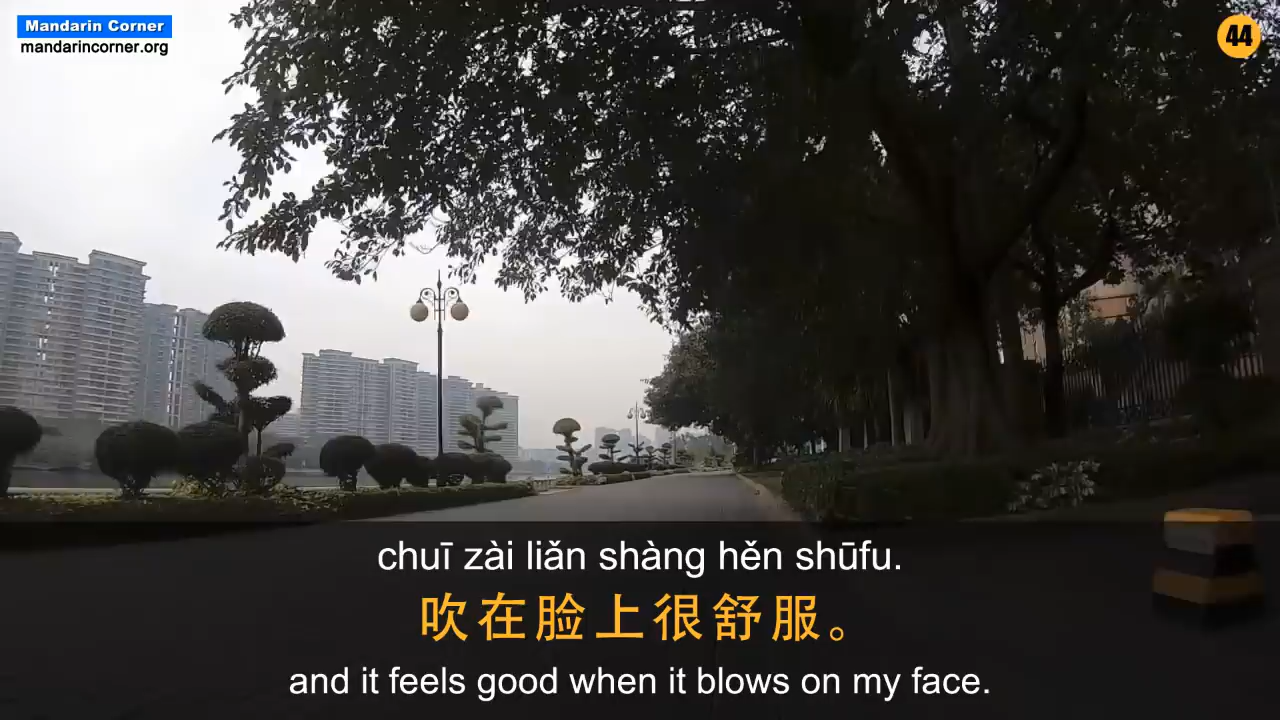 Mandarin Corner
mandarincorner.org
44
chuī zài liǎn shàng hěn shūfu.
吹在脸上很舒服。
and it feels good when it blows on my face.